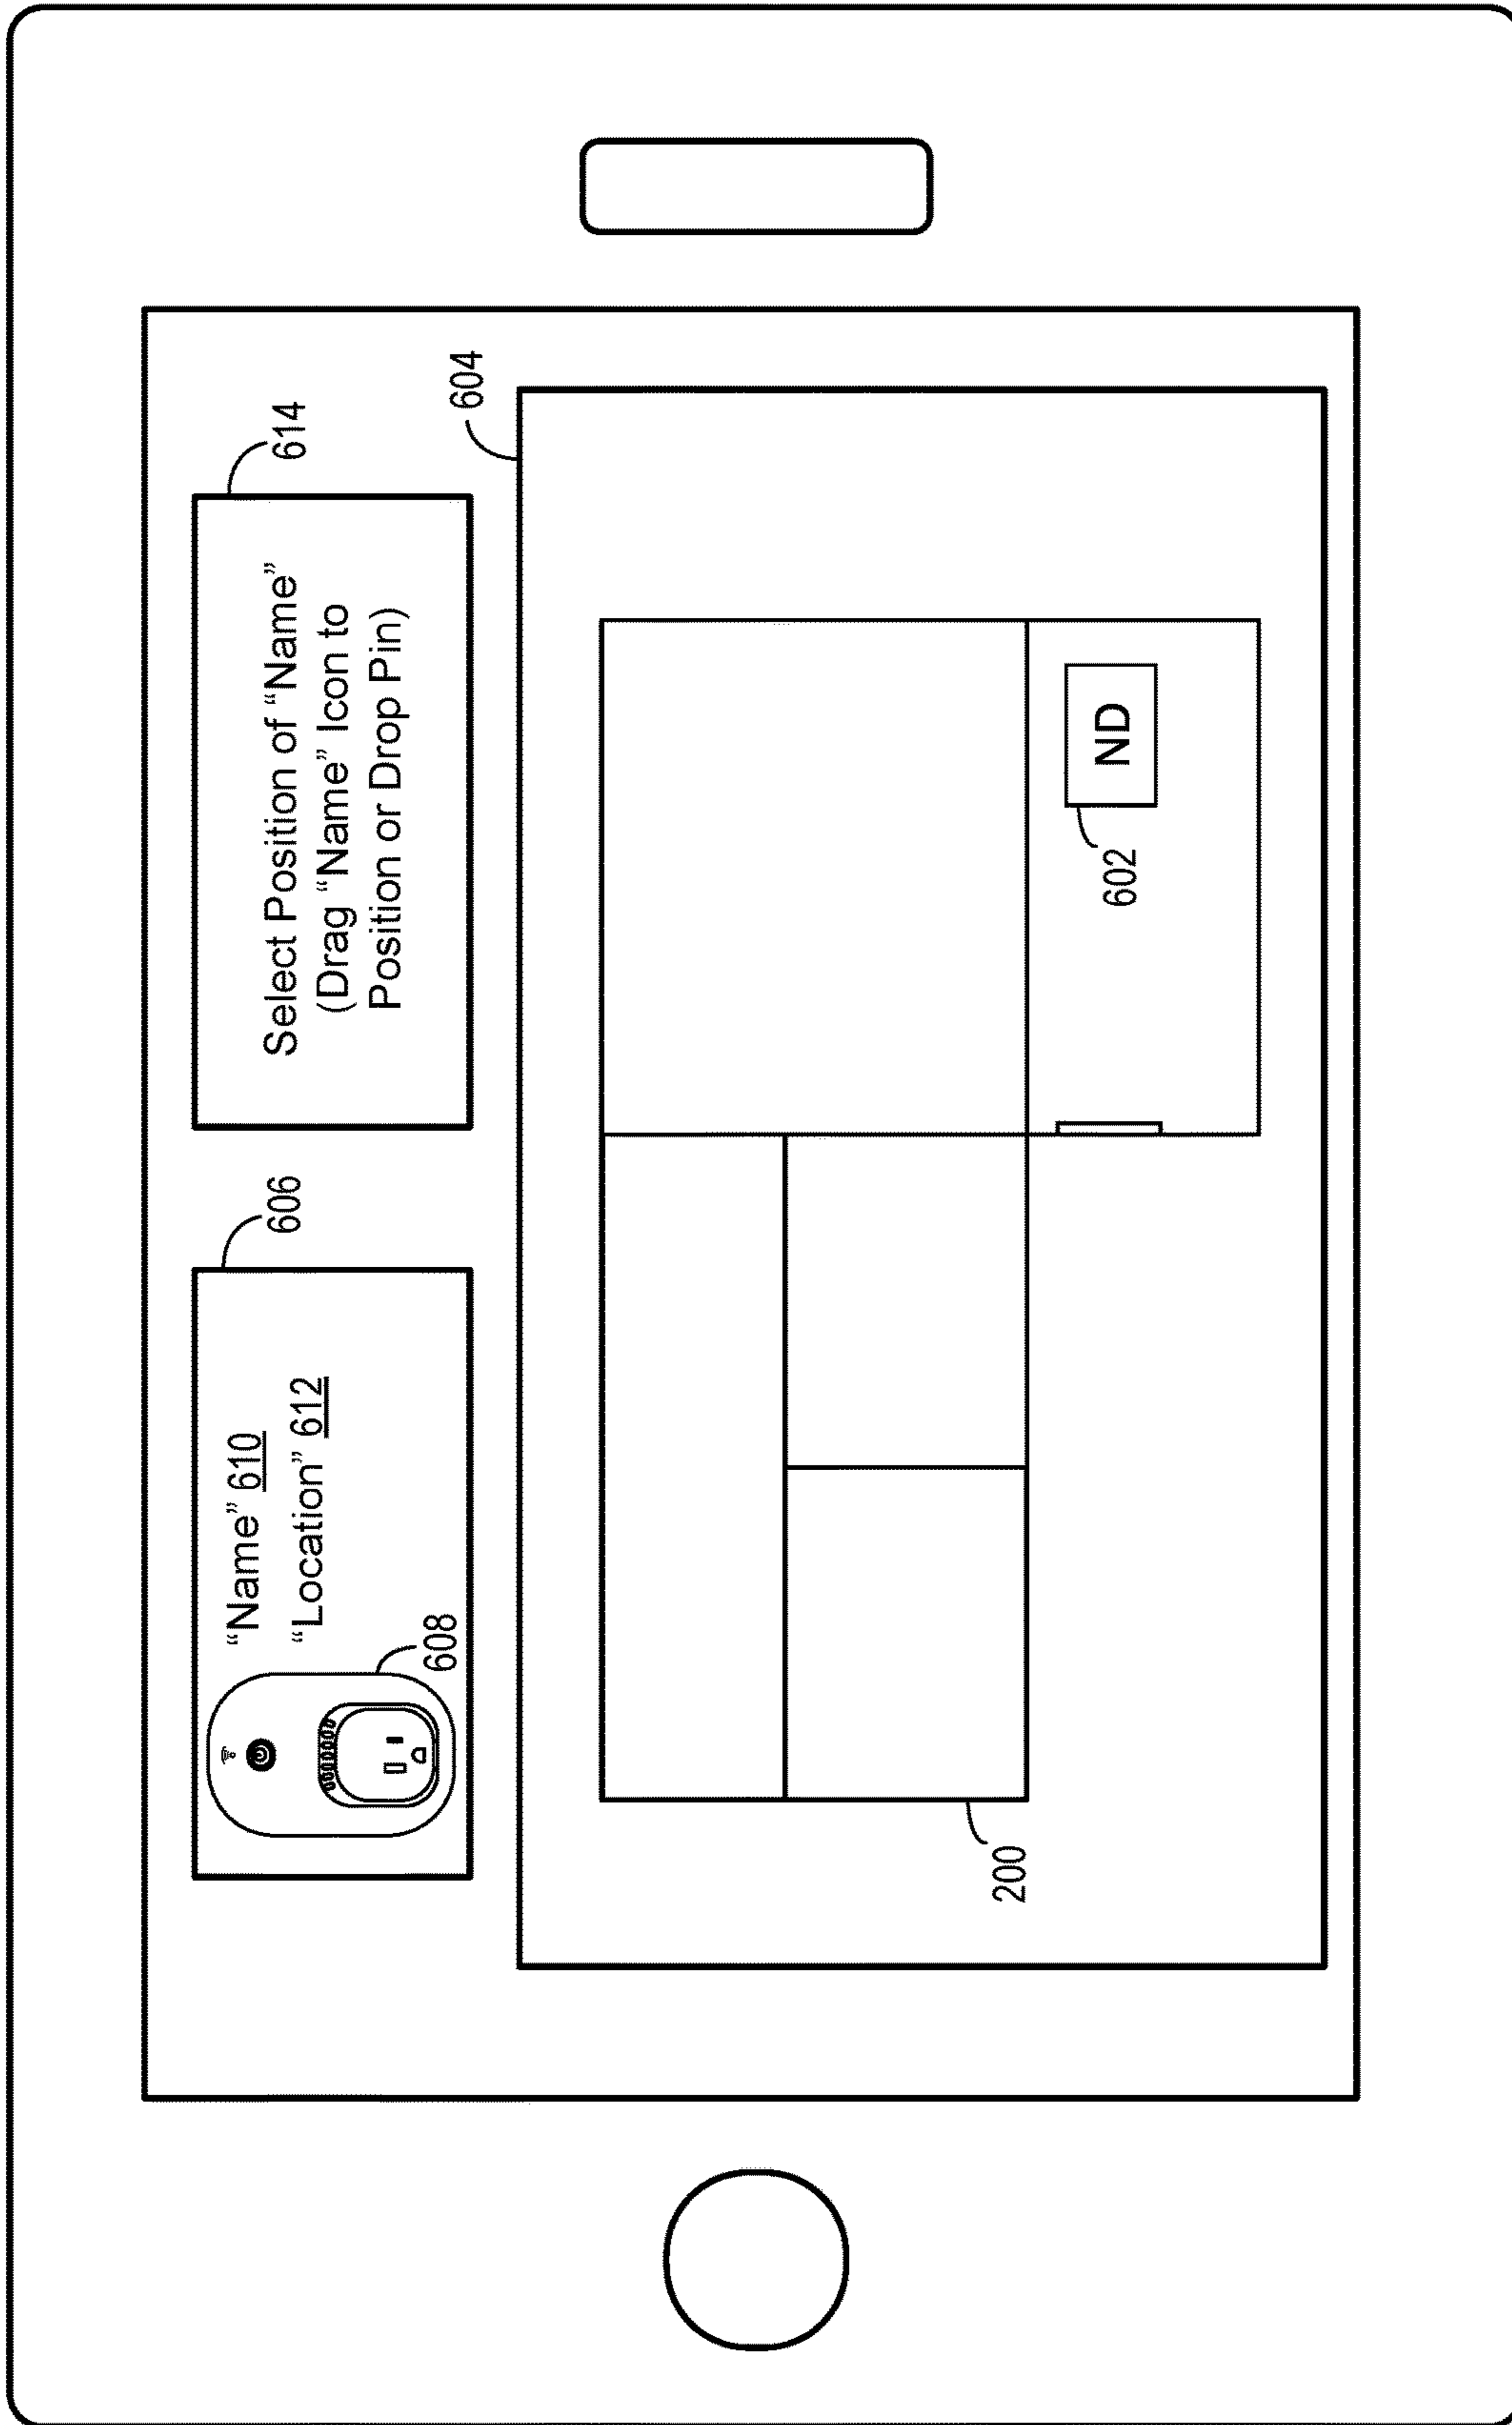 “Name” 610
“Location” 612
608
606
Select Position of “Name”
(Drag “Name” Icon to
Position or Drop Pin)
614
604
ND
602
200